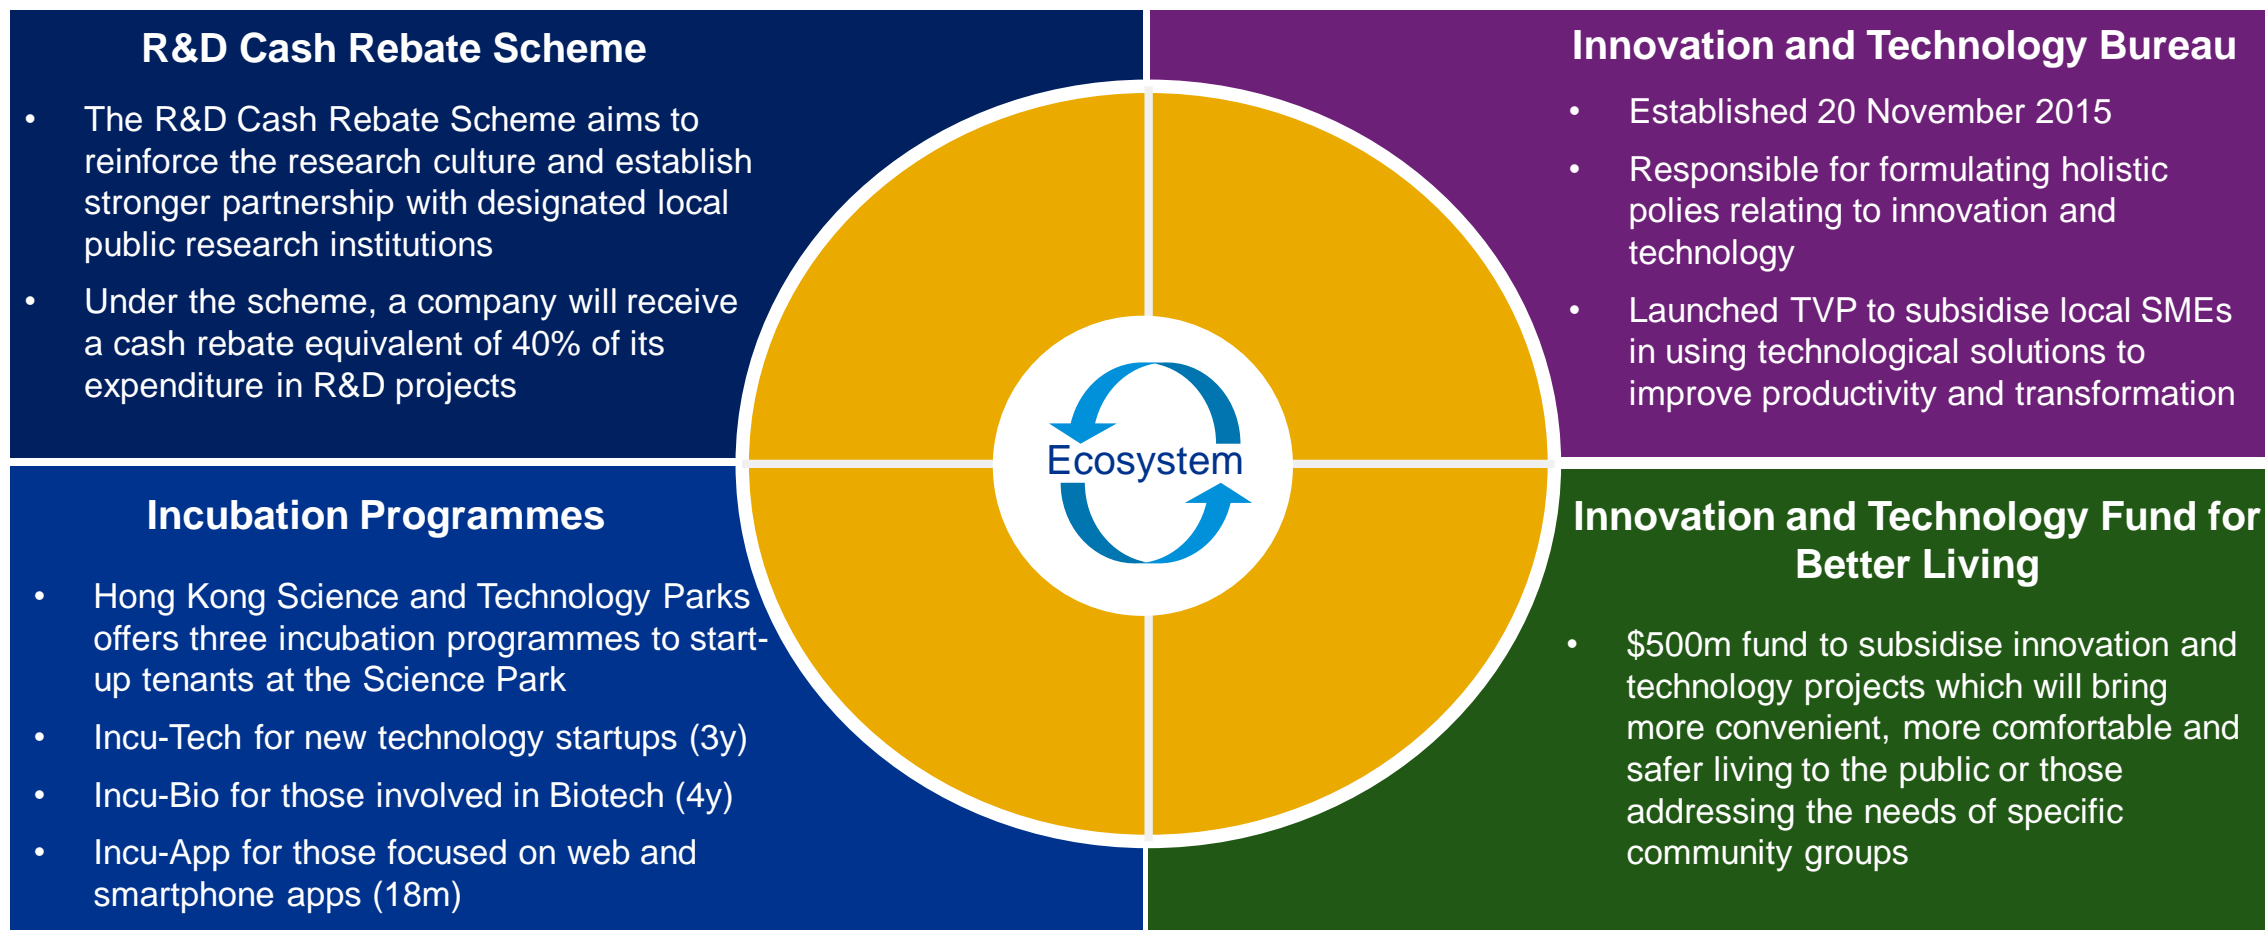 R&D Cash Rebate Scheme
• The R&D Cash Rebate Scheme aims to
reinforce the research culture and establish
stronger partnership with designated local
public research institutions
• Under the scheme, a company will receive
a cash rebate equivalent of 40% of its
expenditure in R&D projects
Innovation and Technology Bureau
• Established 20 November 2015
• Responsible for formulating holistic
polies relating to innovation and
technology
• Launched TVP to subsidise local SMEs
in using technological solutions to
improve productivity and transformation
Ecosystem
Incubation Programmes
• Hong Kong Science and Technology Parks
offers three incubation programmes to start-
up tenants at the Science Park
• Incu-Tech for new technology startups (3y)
• Incu-Bio for those involved in Biotech (4y)
• Incu-App for those focused on web and
smartphone apps (18m)
Innovation and Technology Fund for
Better Living
• $500m fund to subsidise innovation and
technology projects which will bring
more convenient, more comfortable and
safer living to the public or those
addressing the needs of specific
community groups